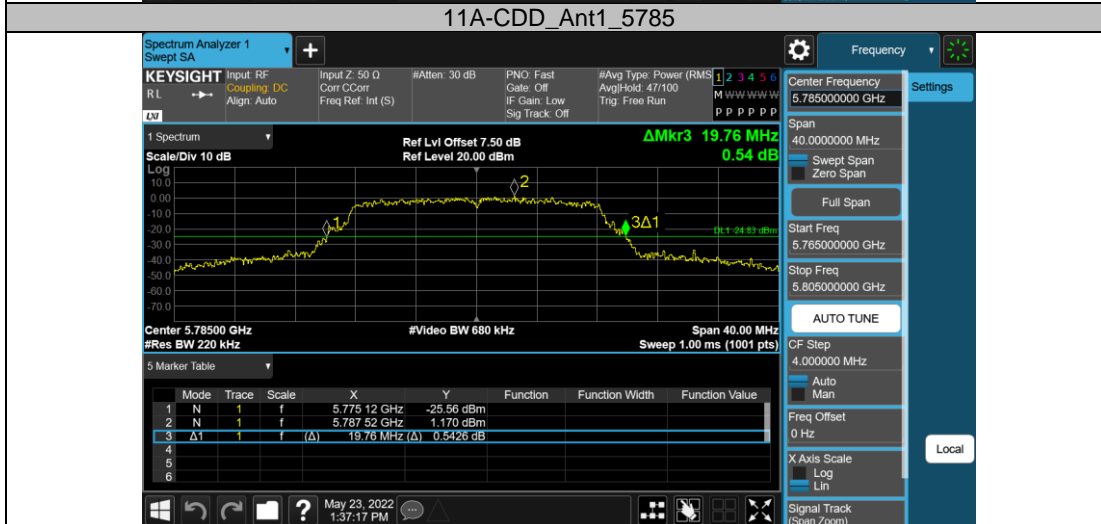 11A-CDD_Ant1_5785
Spectrum Analyzer 1
Swept SA
+
Frequency
KEYSIGHT
RL
LXI
Input: RF
Coupling: DC
Align: Auto
Input Z: 50 Ω
Corr CCorr
Freq Ref: Int (S)
#Atten: 30 dB
PNO: Fast
Gate: Off
IF Gain: Low
Sig Track: Off
#Avg Type: Power (RMS
Avg|Hold: 47/100
Trig: Free Run
1 2 3 4 5 6
M W W W W W
P P P P P P
1 Spectrum
Scale/Div 10 dB
Ref Lvl Offset 7.50 dB
Ref Level 20.00 dBm
ΔMkr3 19.76 MHz
0.54 dB
Log
10.0
0.00
-10.0
-20.0
-30.0
-40.0
-50.0
-60.0
-70.0
1
2
3Δ1
DL1 -24.83 dBm
Center 5.78500 GHz
#Video BW 680 kHz
Span 40.00 MHz
#Res BW 220 kHz
Sweep 1.00 ms (1001 pts)
5 Marker Table
Mode Trace Scale X Y Function Function Width Function Value
1 N 1 f 5.775 12 GHz -25.56 dBm
2 N 1 f 5.787 52 GHz 1.170 dBm
3 Δ1 1 f (Δ) 19.76 MHz (Δ) 0.5426 dB
4
5
6
Center Frequency
5.785000000 GHz
Settings
Span
40.0000000 MHz
Swept Span
Zero Span
Full Span
Start Freq
5.765000000 GHz
Stop Freq
5.805000000 GHz
AUTO TUNE
CF Step
4.000000 MHz
Auto
Man
Freq Offset
0 Hz
X Axis Scale
Log
Lin
Local
Signal Track
(Span Zoom)
?
May 23, 2022
1:37:17 PM